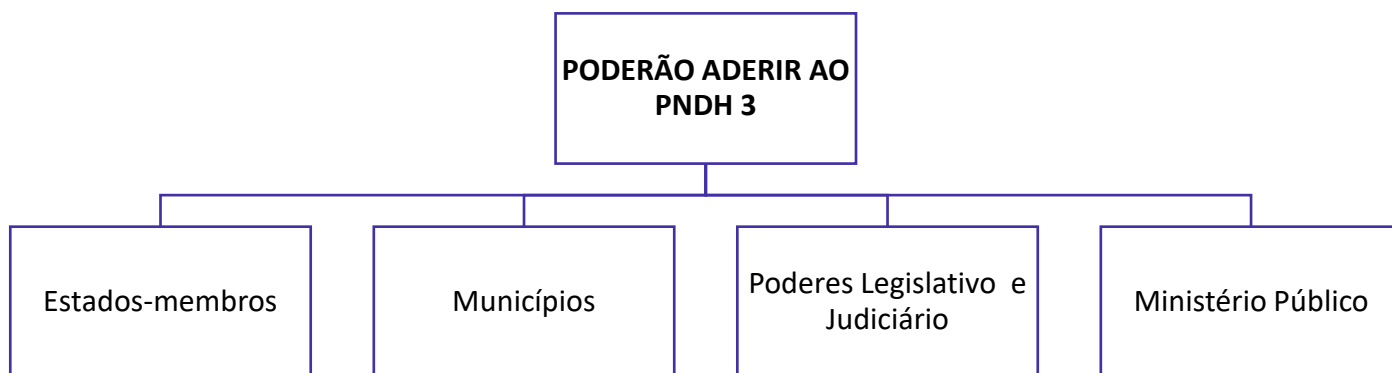 PODERÃO ADERIR AO
PNDH 3
Estados-membros
Municípios
Poderes Legislativo e
Judiciário
Ministério Público